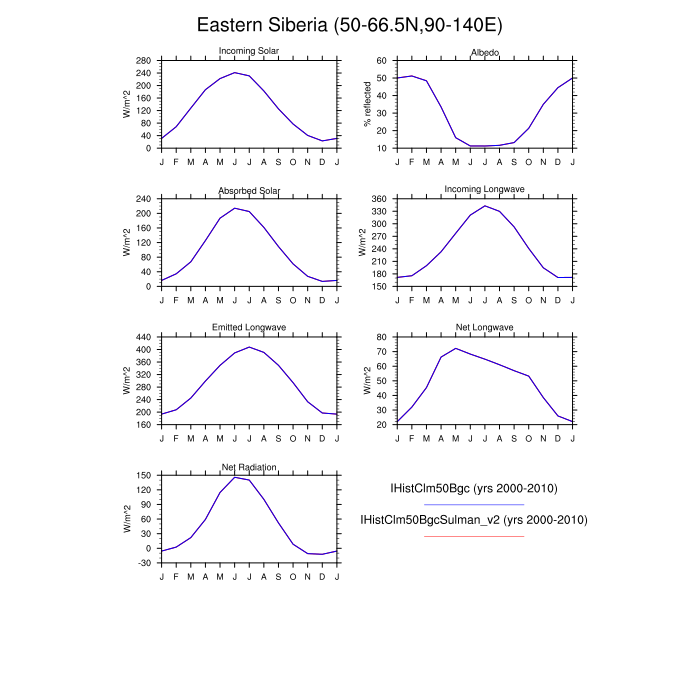 Eastern Siberia (50-66.5N,90-140E)
Incoming Solar
W/m^2
280
240
200
160
120
80
40
0
J F M A M J J A S O N D J
Albedo
% reflected
60
50
40
30
20
10
J F M A M J J A S O N D J
Absorbed Solar
W/m^2
240
200
160
120
80
40
0
J F M A M J J A S O N D J
Incoming Longwave
W/m^2
360
330
300
270
240
210
180
150
J F M A M J J A S O N D J
Emitted Longwave
W/m^2
440
400
360
320
280
240
200
160
J F M A M J J A S O N D J
Net Longwave
W/m^2
80
70
60
50
40
30
20
J F M A M J J A S O N D J
Net Radiation
W/m^2
150
120
90
60
30
0
-30
J F M A M J J A S O N D J
IHistClm50Bgc (yrs 2000-2010)
IHistClm50BgcSulman_v2 (yrs 2000-2010)